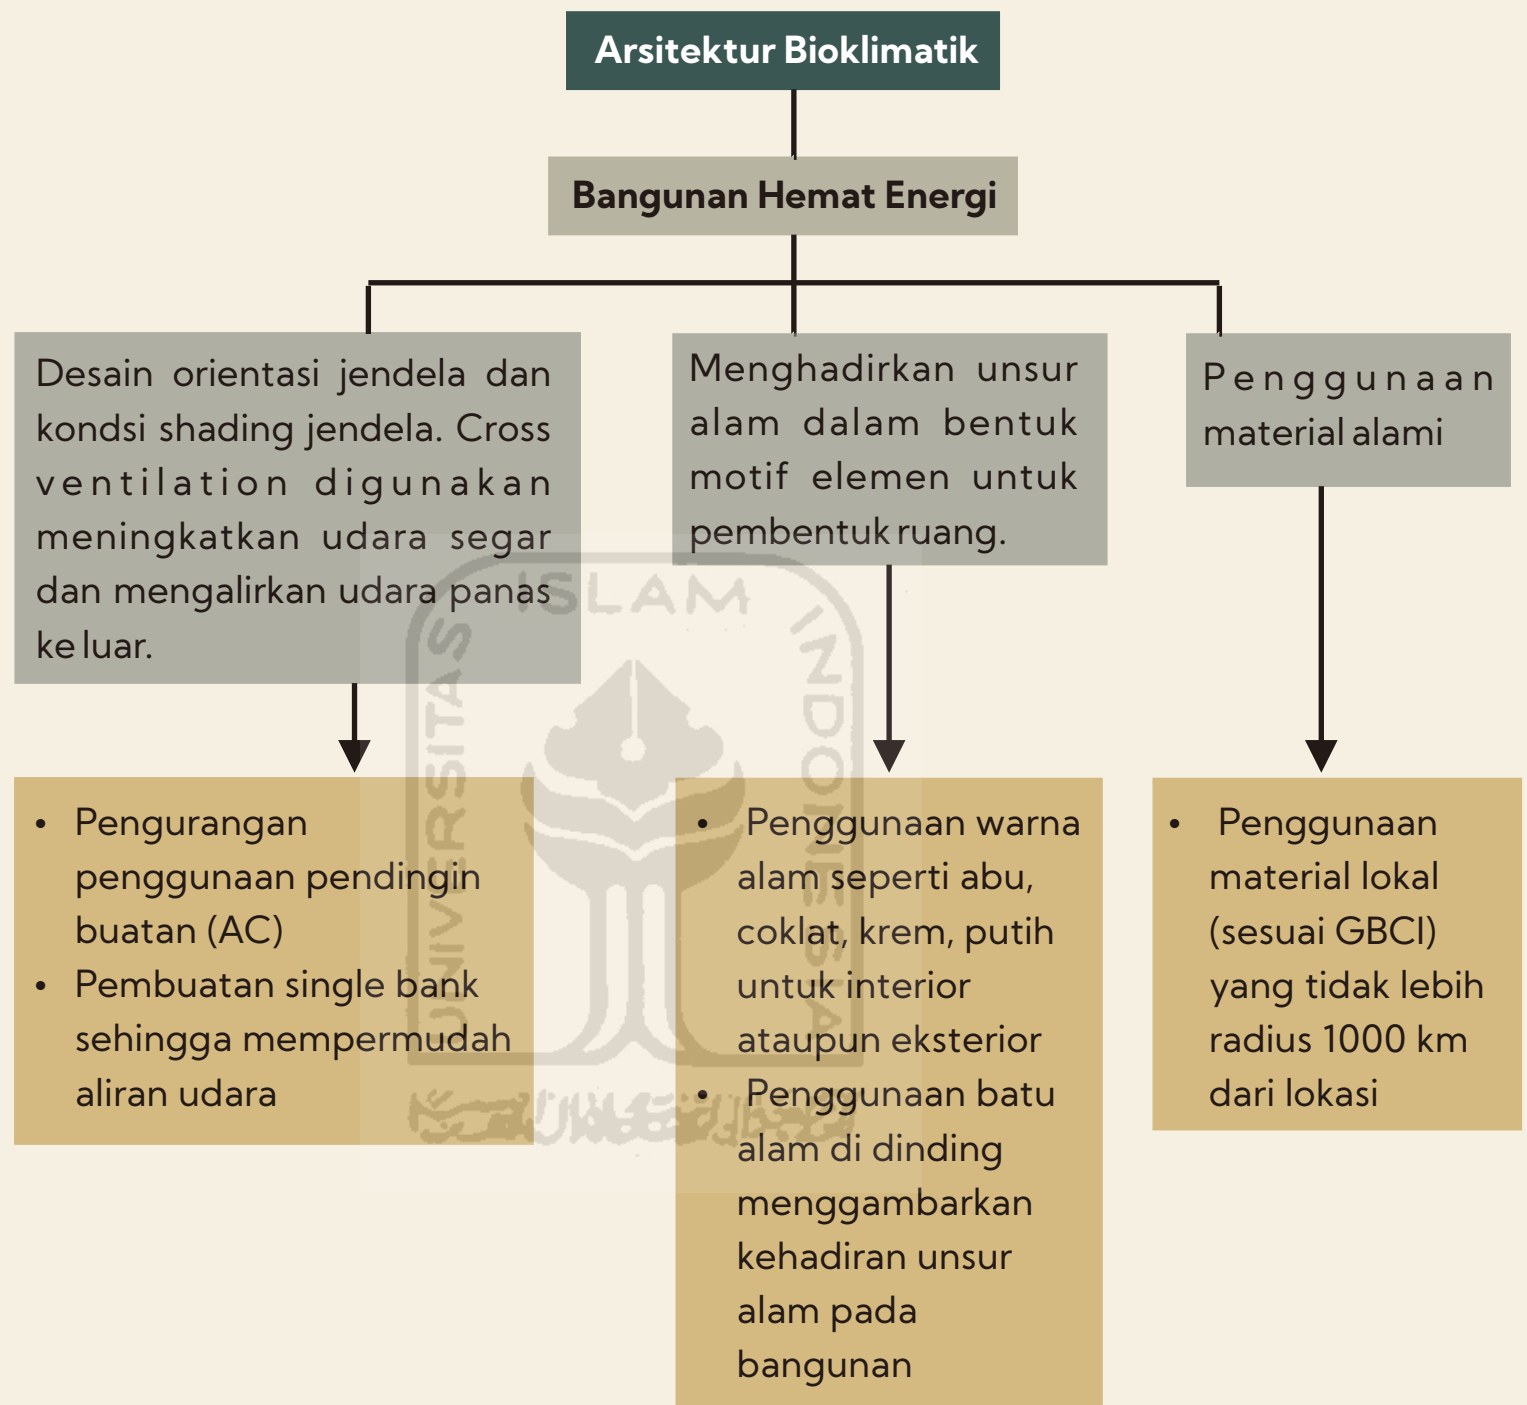 Arsitektur Bioklimatik
Bangunan Hemat Energi
Desain orientasi jendela dan
kondsi shading jendela. Cross
ventilation digunakan
meningkatkan udara segar
dan mengalirkan udara panas
ke luar.
Menghadirkan unsur
alam dalam bentuk
motif elemen untuk
pembentuk ruang.
Penggunaan
material alami
• Pengurangan
penggunaan pendingin
buatan (AC)
• Pembuatan single bank
sehingga mempermudah
aliran udara
• Penggunaan warna
alam seperti abu,
coklat, krem, putih
untuk interior
ataupun eksterior
• Penggunaan batu
alam di dinding
menggambarkan
kehadiran unsur
alam pada
bangunan
• Penggunaan
material lokal
(sesuai GBCI)
yang tidak lebih
radius 1000 km
dari lokasi
UNIVERSITAS
ISLAM
INDONESIA